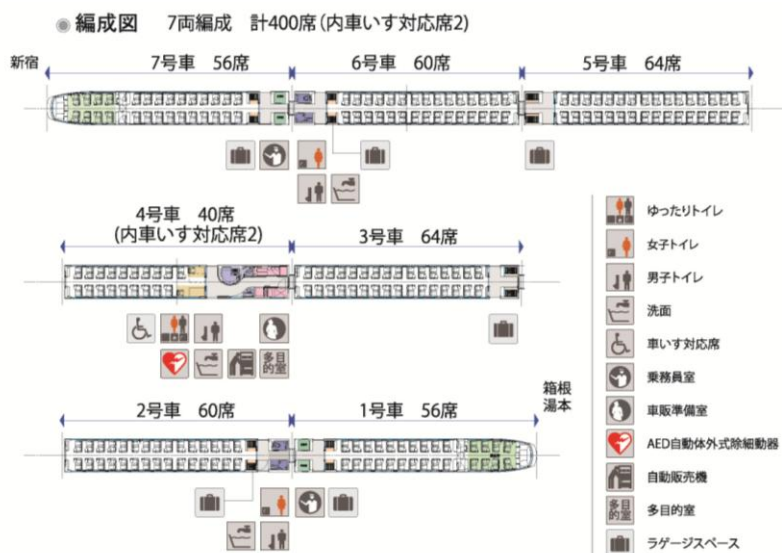 ◉ 編成図 7両編成 計400席(内車いす対応席2)
新宿
7号車 56席 6号車 60席 5号車 64席
4号車 40席
(内車いす対応席2)
3号車 64席
多目
的室
2号車 60席 1号車 56席
箱根
湯本
ゆったりトイレ
女子トイレ
男子トイレ
洗面
車いす対応席
乗務員室
車販準備室
AED自動体外式除細動器
自動販売機
多目
的室
多目的室
ラゲージスペース